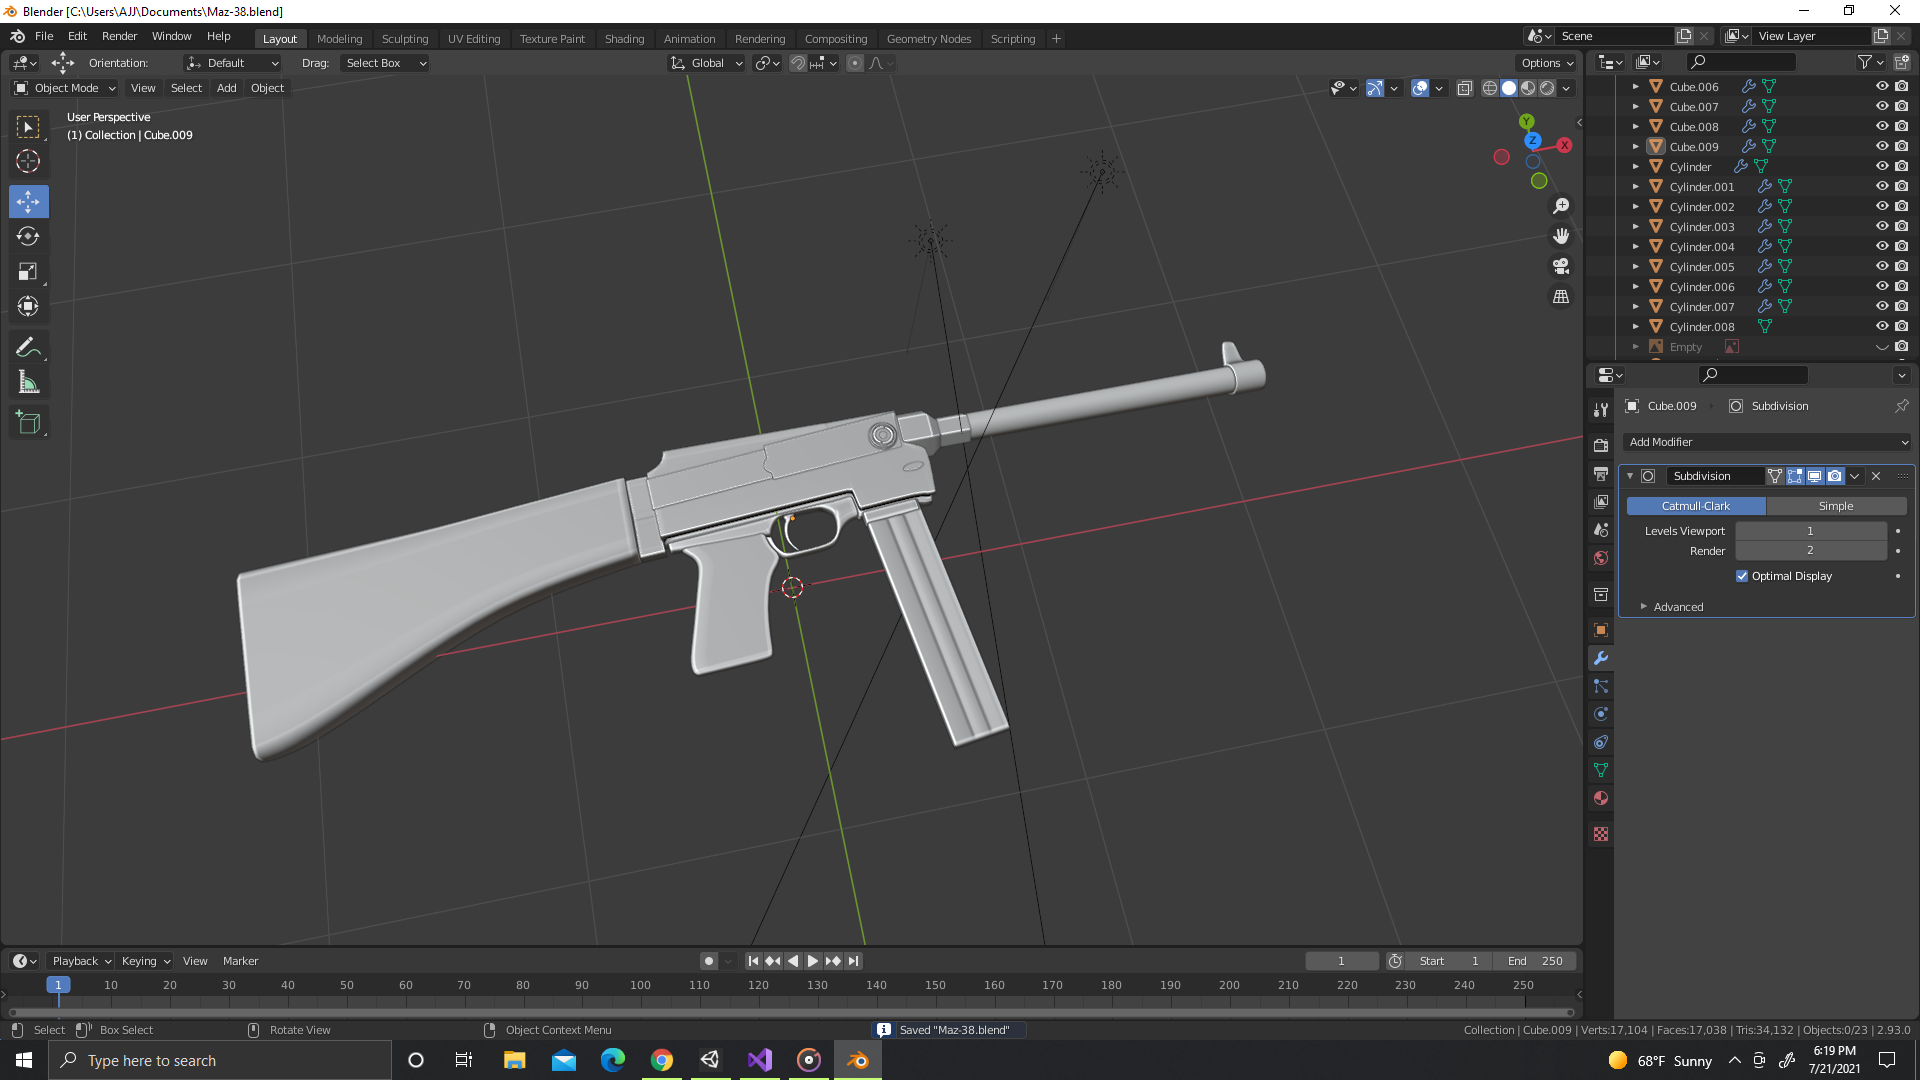 Blender [C:\Users\AJJ\Documents\Maz-38.blend]
File Edit Render Window Help Layout Modeling Sculpting UV Editing Texture Paint Shading Animation Rendering Compositing Geometry Nodes Scripting + Scene View Layer
Orientation: Default Drag: Select Box Global Options
Object Mode View Select Add Object
User Perspective
(1) Collection | Cube.009
Y
Z
X
Cube.006
Cube.007
Cube.008
Cube.009
Cylinder
Cylinder.001
Cylinder.002
Cylinder.003
Cylinder.004
Cylinder.005
Cylinder.006
Cylinder.007
Cylinder.008
Empty
Cube.009 Subdivision
Add Modifier
Subdivision
Catmull-Clark Simple
Levels Viewport 1
Render 2
Optimal Display
Advanced
Playback Keying View Marker 1 Start 1 End 250
1 10 20 30 40 50 60 70 80 90 100 110 120 130 140 150 160 170 180 190 200 210 220 230 240 250
Select Box Select Rotate View Object Context Menu Saved "Maz-38.blend" Collection | Cube.009 | Verts:17,104 | Faces:17,038 | Tris:34,132 | Objects:0/23 | 2.93.0
Type here to search 68°F Sunny
6:19 PM
7/21/2021